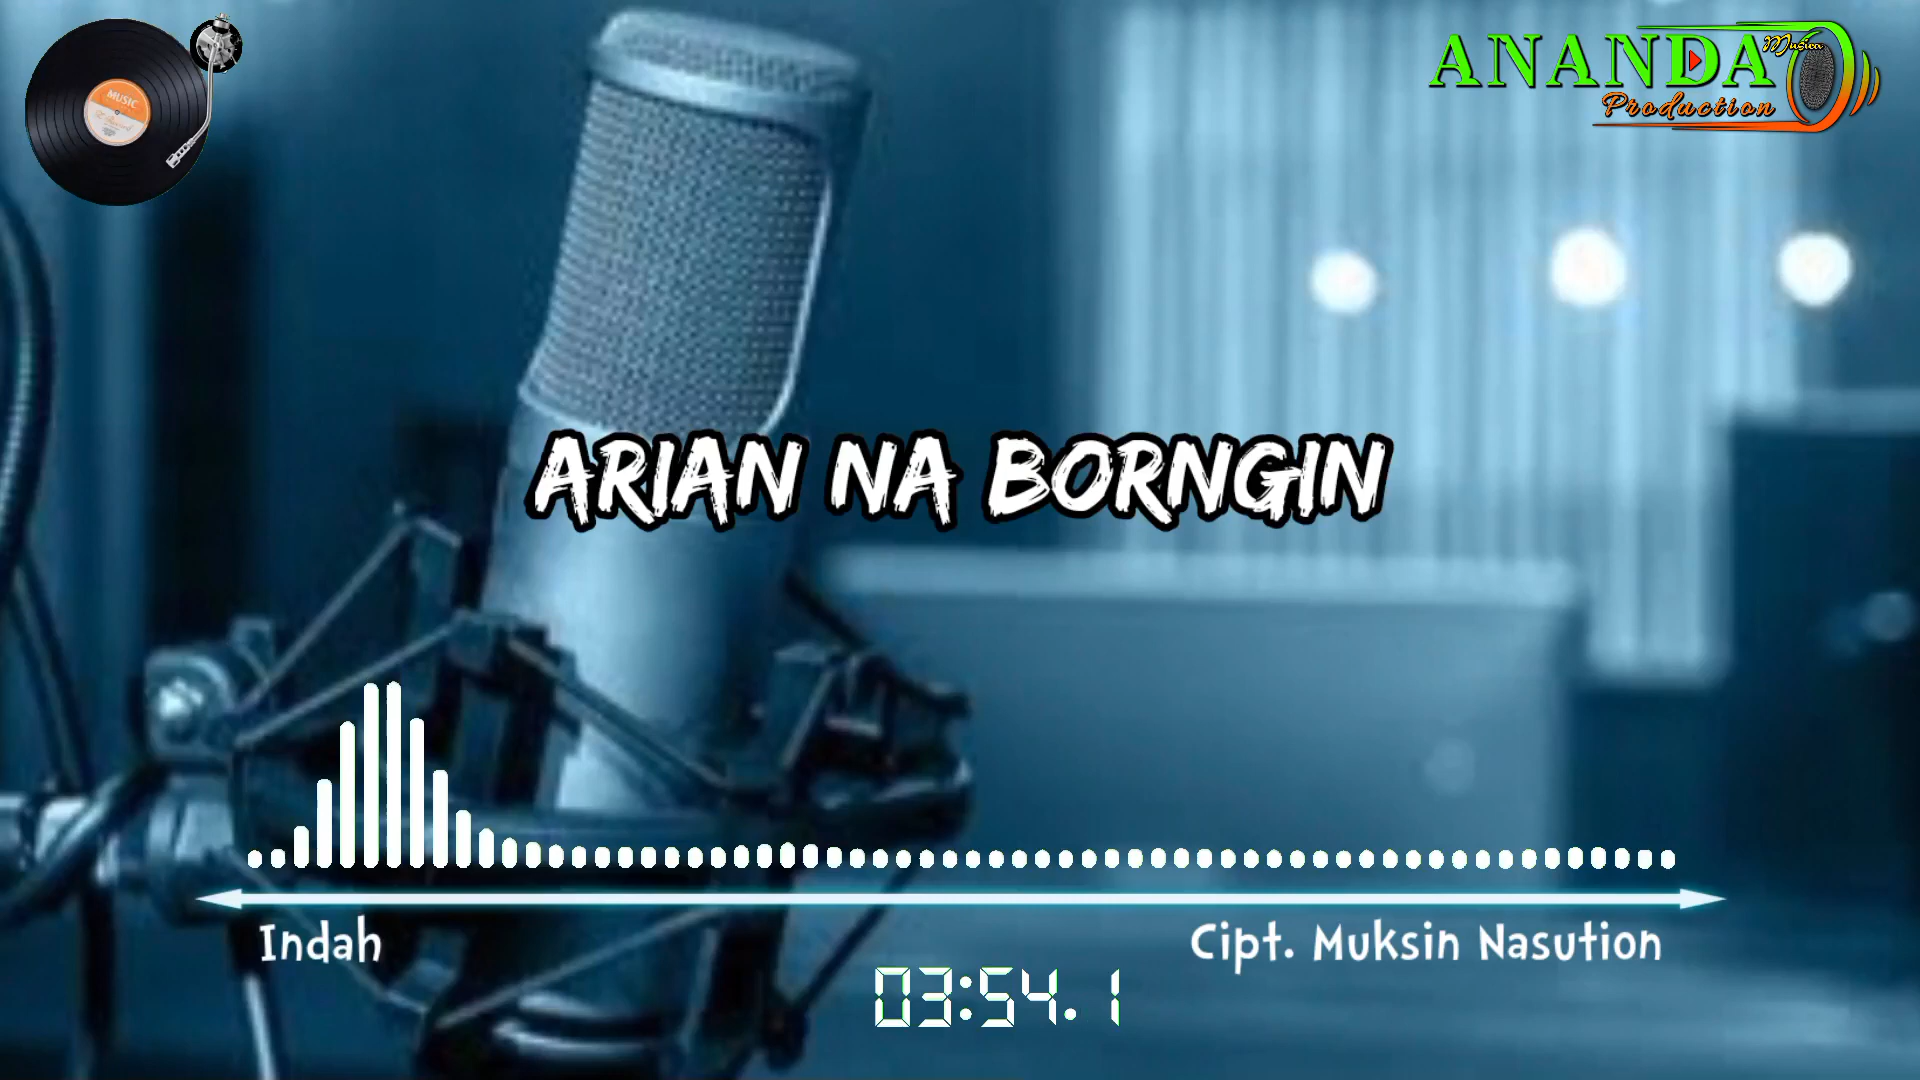 MUSIC
ANANDA
Musica
Production
ARIAN NA BORNGIN
Indah
Cipt. Muksin Nasution
03:54.1